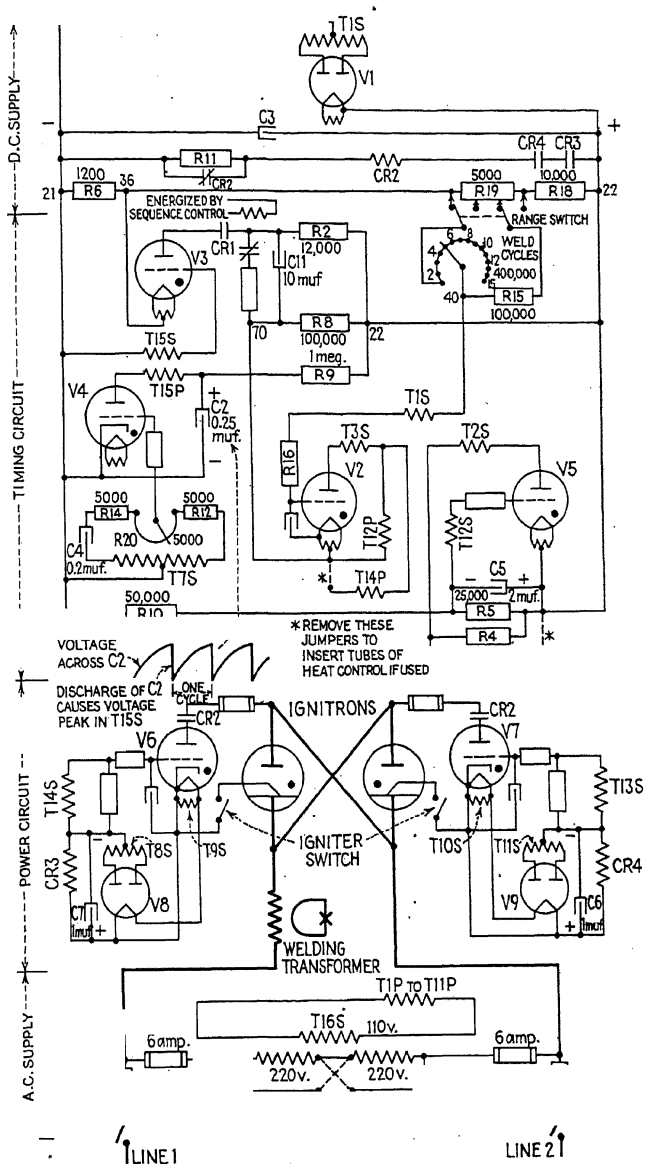 T1S
V1
D.C. SUPPLY
−
C3
+
R11
CR2
CR2
CR4
CR3
1200
21
R6
36
5000
R19
10,000
R18
22
ENERGIZED BY
SEQUENCE CONTROL
RANGE SWITCH
V3
CR1
R2
12,000
C11
10 muf
WELD
CYCLES
2
4
6
8
10
12
15
400,000
40
R15
100,000
70
R8
100,000
22
T15S
1 meg.
R9
TIMING CIRCUIT
V4
T15P
+
C2
0.25
muf.
−
T1S
R16
T3S
V2
T12P
T2S
V5
T12S
5000
R14
5000
R12
R20
5000
C4
0.2muf.
T7S
*
T14P
− C5 +
25,000
2muf.
R5
R4
*
50,000
R10
* REMOVE THESE
JUMPERS TO
INSERT TUBES OF
HEAT CONTROL IF USED
VOLTAGE
ACROSS C2
DISCHARGE OF C2
CAUSES VOLTAGE
PEAK IN T15S
ONE
CYCLE
CR2
IGNITRONS
CR2
V6
V7
POWER CIRCUIT
T14S
T13S
T8S
T9S
IGNITER
SWITCH
T10S
T11S
−
−
CR3
CR4
V8
V9
C7
1muf.
+
C6
1muf.
+
WELDING
TRANSFORMER
T1P TO T11P
A.C. SUPPLY
T16S
110v.
6 amp.
6 amp.
220v.
220v.
LINE 1
LINE 2